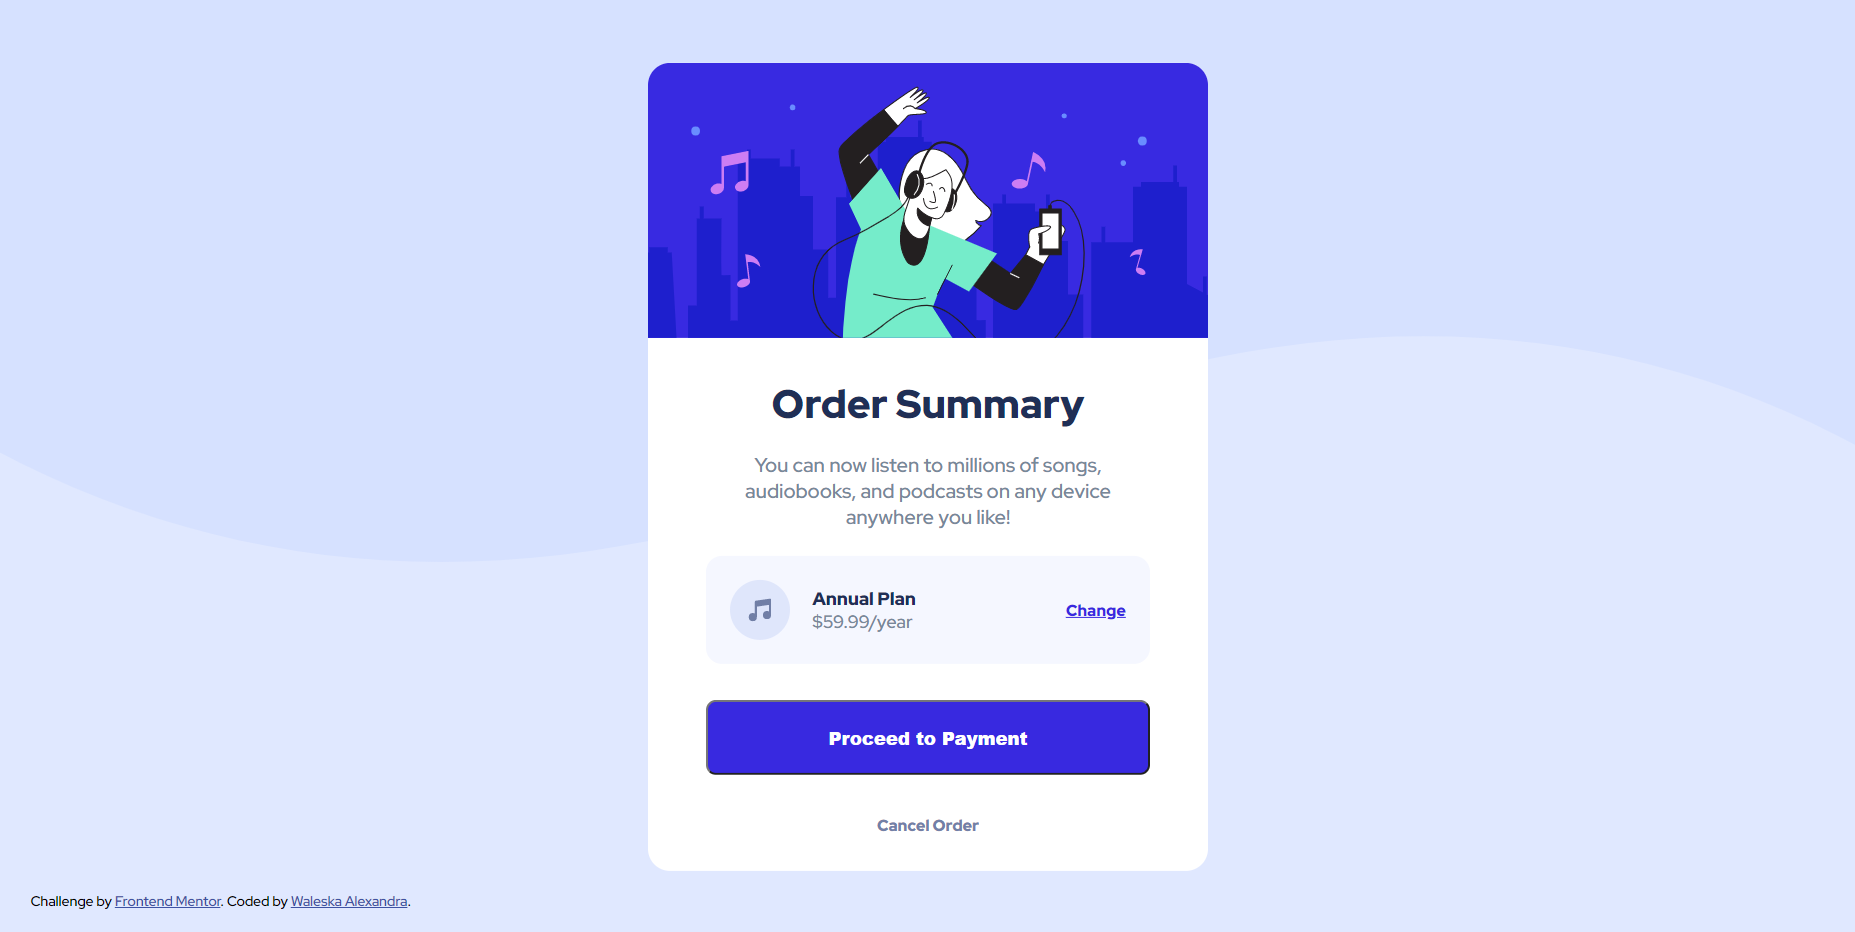 Order Summary
You can now listen to millions of songs,
audiobooks, and podcasts on any device
anywhere you like!
Annual Plan
$59.99/year
Change
Proceed to Payment
Cancel Order
Challenge by Frontend Mentor. Coded by Waleska Alexandra.